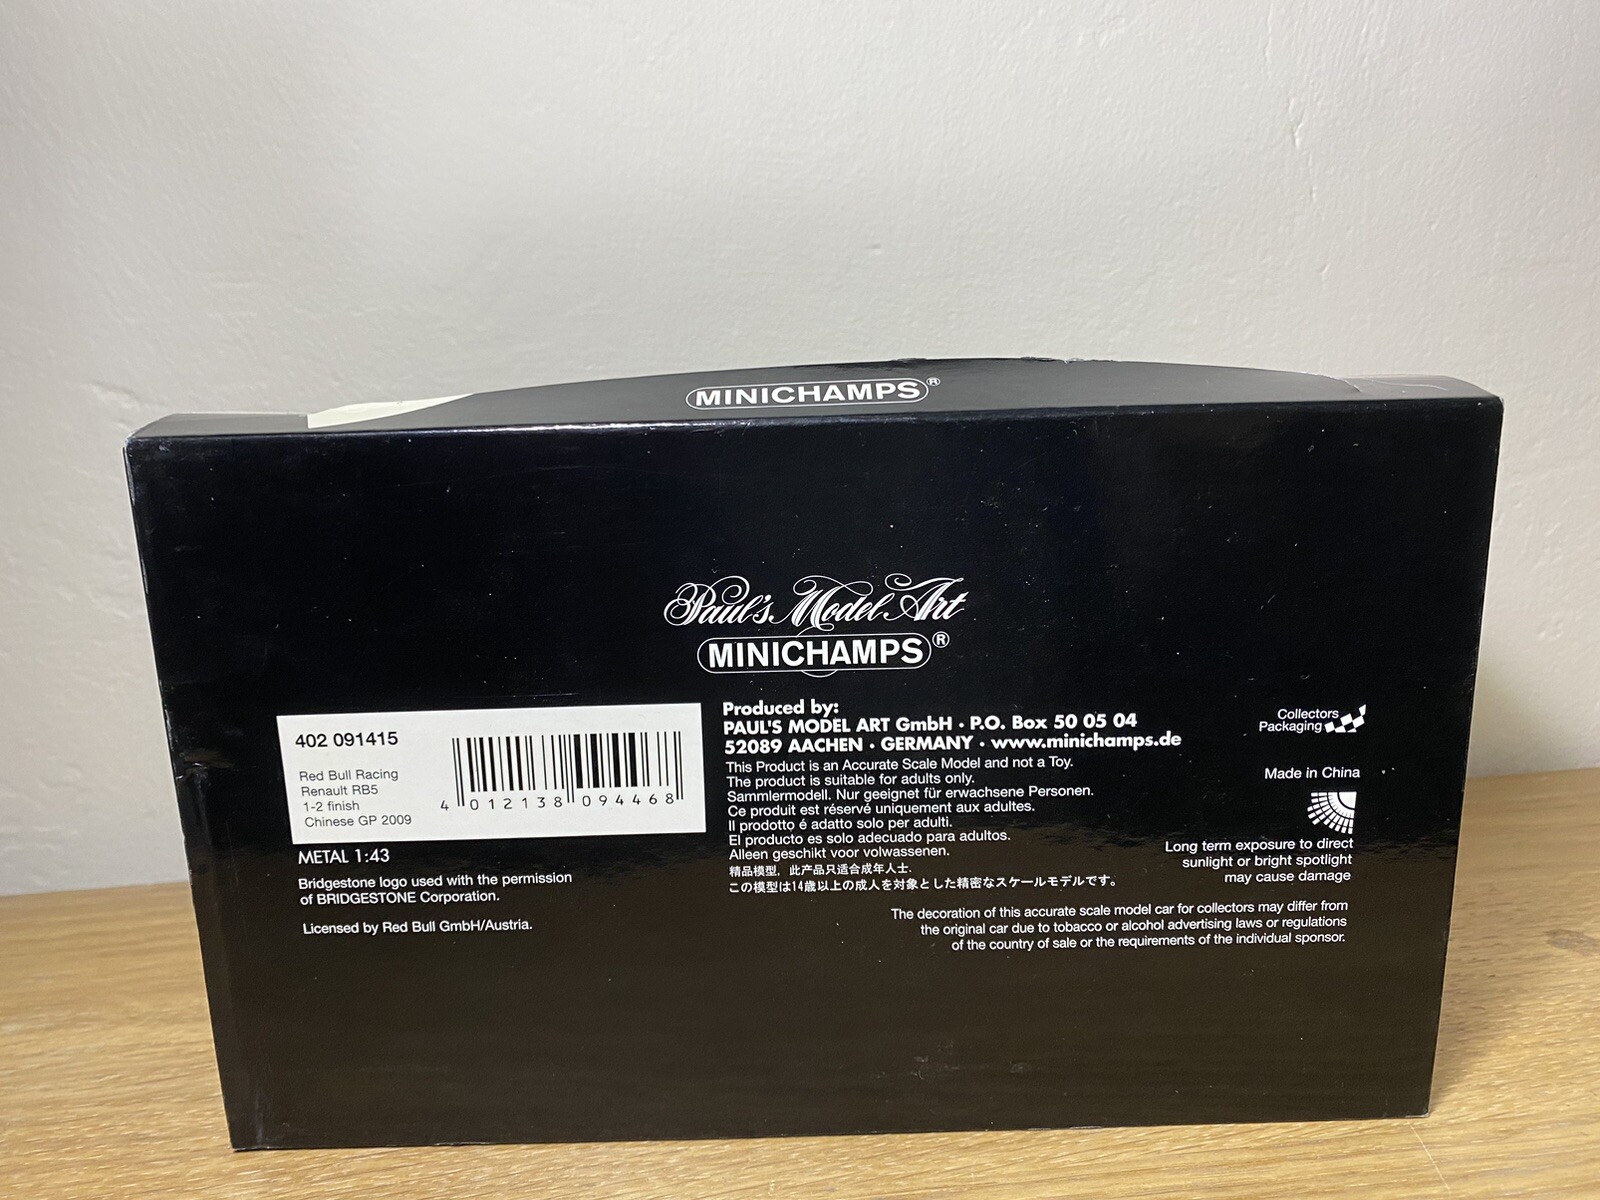 MINICHAMPS®
Paul's Model Art
MINICHAMPS®
402 091415
Red Bull Racing
Renault RB5
1-2 finish
Chinese GP 2009
4 012138 094468
METAL 1:43
Bridgestone logo used with the permission
of BRIDGESTONE Corporation.
Licensed by Red Bull GmbH/Austria.
Produced by:
PAUL'S MODEL ART GmbH · P.O. Box 50 05 04
52089 AACHEN · GERMANY · www.minichamps.de
This Product is an Accurate Scale Model and not a Toy.
The product is suitable for adults only.
Sammlermodell. Nur geeignet für erwachsene Personen.
Ce produit est réservé uniquement aux adultes.
Il prodotto é adatto solo per adulti.
El producto es solo adecuado para adultos.
Alleen geschikt voor volwassenen.
精品模型，此产品只适合成年人士.
この模型は14歳以上の成人を対象とした精密なスケールモデルです。
Collectors
Packaging
Made in China
Long term exposure to direct
sunlight or bright spotlight
may cause damage
The decoration of this accurate scale model car for collectors may differ from
the original car due to tobacco or alcohol advertising laws or regulations
of the country of sale or the requirements of the individual sponsor.